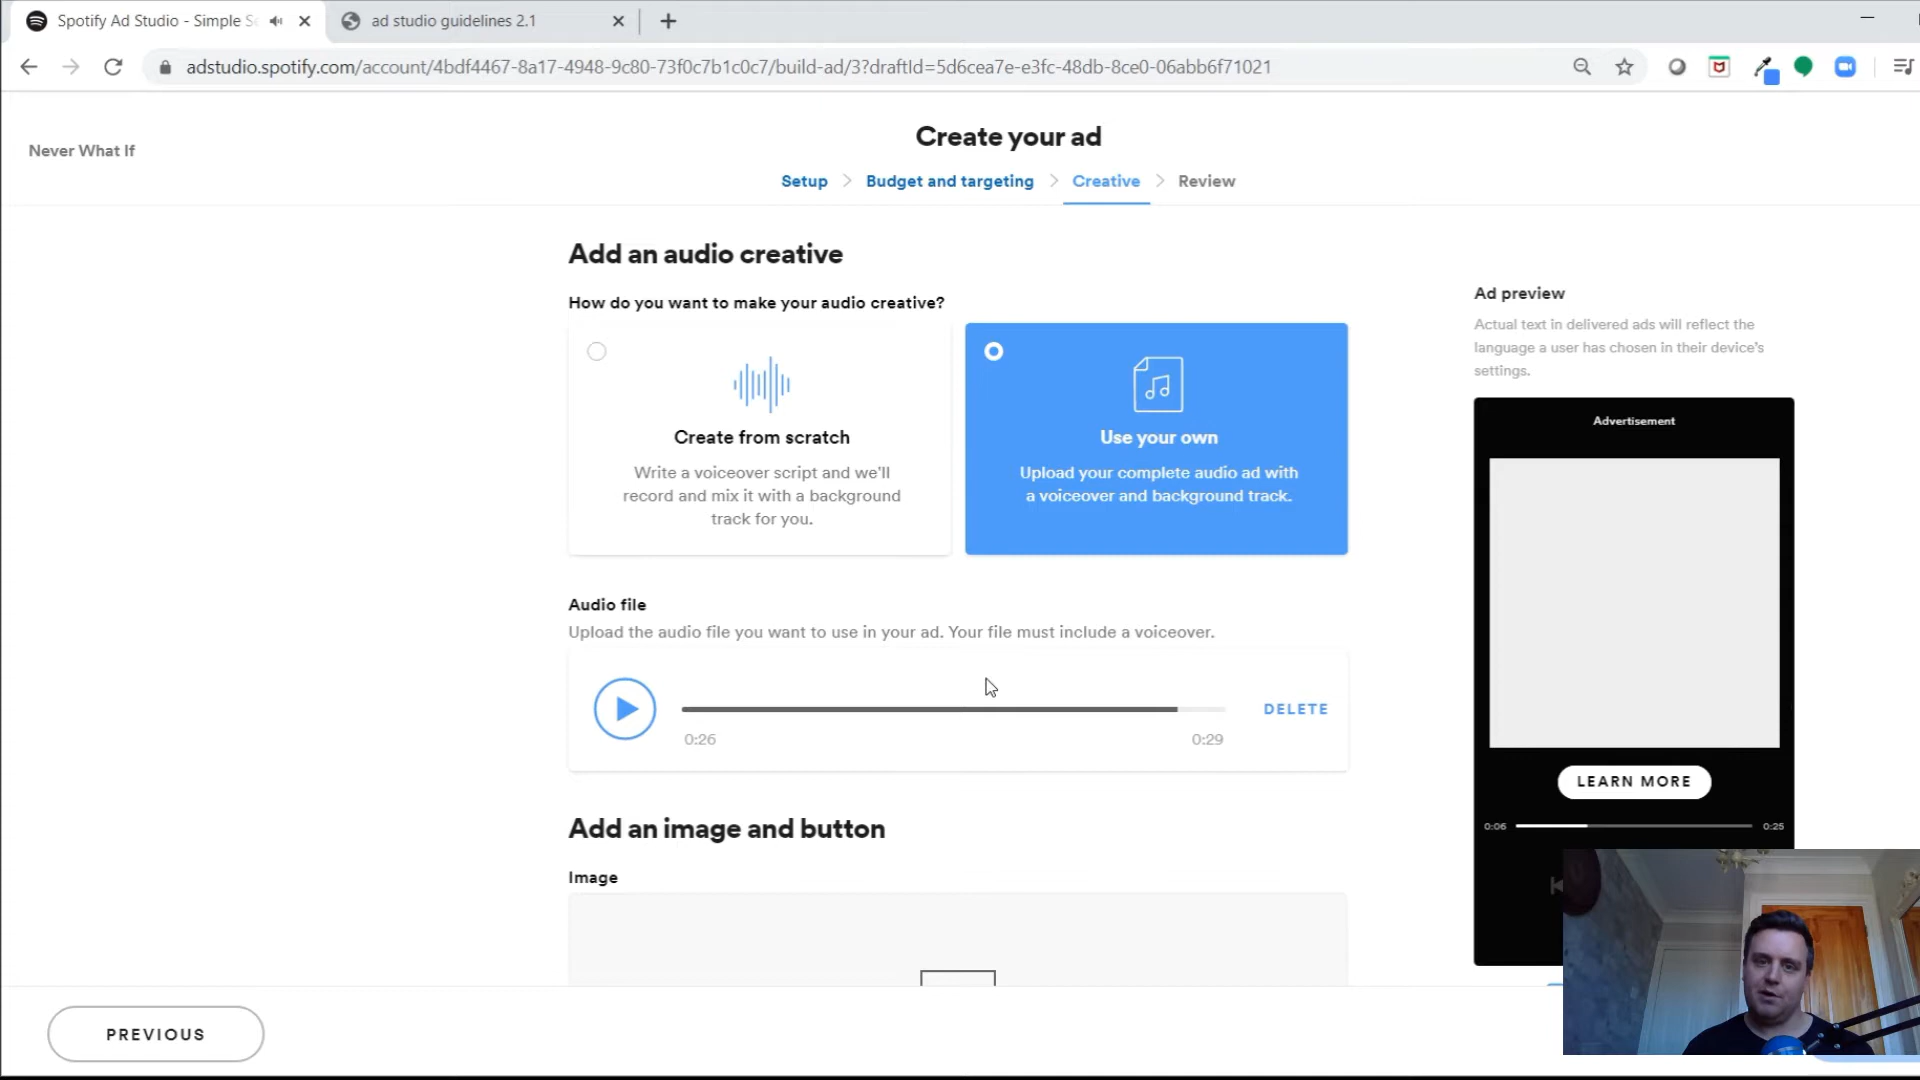 Spotify Ad Studio - Simple S
ad studio guidelines 2.1
adstudio.spotify.com/account/4bdf4467-8a17-4948-9c80-73f0c7b1c0c7/build-ad/3?draftId=5d6cea7e-e3fc-48db-8ce0-06abb6f71021
Never What If
Create your ad
Setup
Budget and targeting
Creative
Review
Add an audio creative
How do you want to make your audio creative?
Create from scratch
Write a voiceover script and we'll
record and mix it with a background
track for you.
Use your own
Upload your complete audio ad with
a voiceover and background track.
Audio file
Upload the audio file you want to use in your ad. Your file must include a voiceover.
0:26
0:29
DELETE
Add an image and button
Image
Ad preview
Actual text in delivered ads will reflect the
language a user has chosen in their device's
settings.
Advertisement
LEARN MORE
0:06
0:25
PREVIOUS